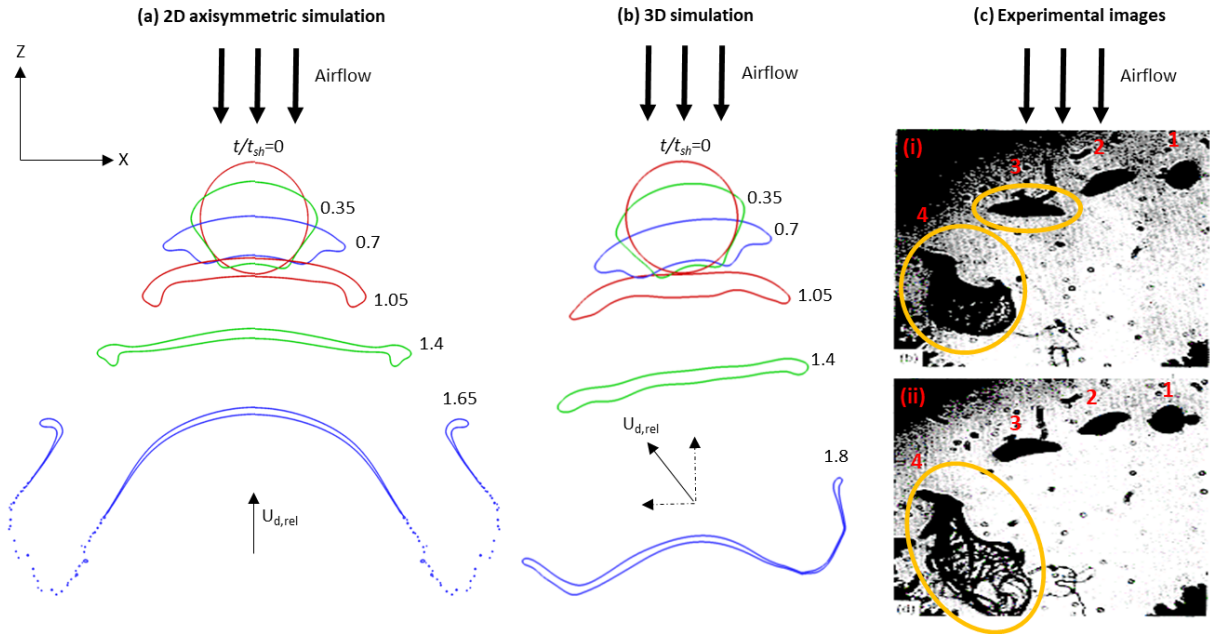 (a) 2D axisymmetric simulation
(b) 3D simulation
(c) Experimental images
Z
X
Airflow
t/tsh=0
0.35
0.7
1.05
1.4
1.65
Ud,rel
Airflow
t/tsh=0
0.35
0.7
1.05
1.4
Ud,rel
1.8
Airflow
(i)
1
2
3
4
(b)
(ii)
1
2
3
4
(d)